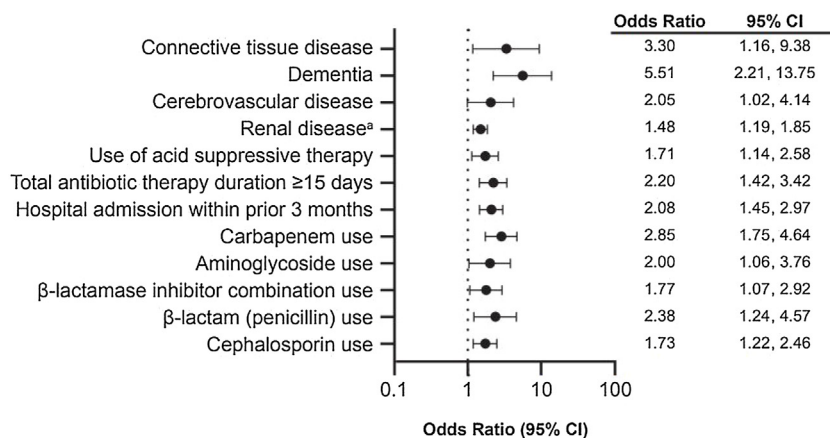 Odds Ratio 95% CI
Connective tissue disease 3.30 1.16, 9.38
Dementia 5.51 2.21, 13.75
Cerebrovascular disease 2.05 1.02, 4.14
Renal diseaseᵃ 1.48 1.19, 1.85
Use of acid suppressive therapy 1.71 1.14, 2.58
Total antibiotic therapy duration ≥15 days 2.20 1.42, 3.42
Hospital admission within prior 3 months 2.08 1.45, 2.97
Carbapenem use 2.85 1.75, 4.64
Aminoglycoside use 2.00 1.06, 3.76
β-lactamase inhibitor combination use 1.77 1.07, 2.92
β-lactam (penicillin) use 2.38 1.24, 4.57
Cephalosporin use 1.73 1.22, 2.46
0.1 1 10 100
Odds Ratio (95% CI)